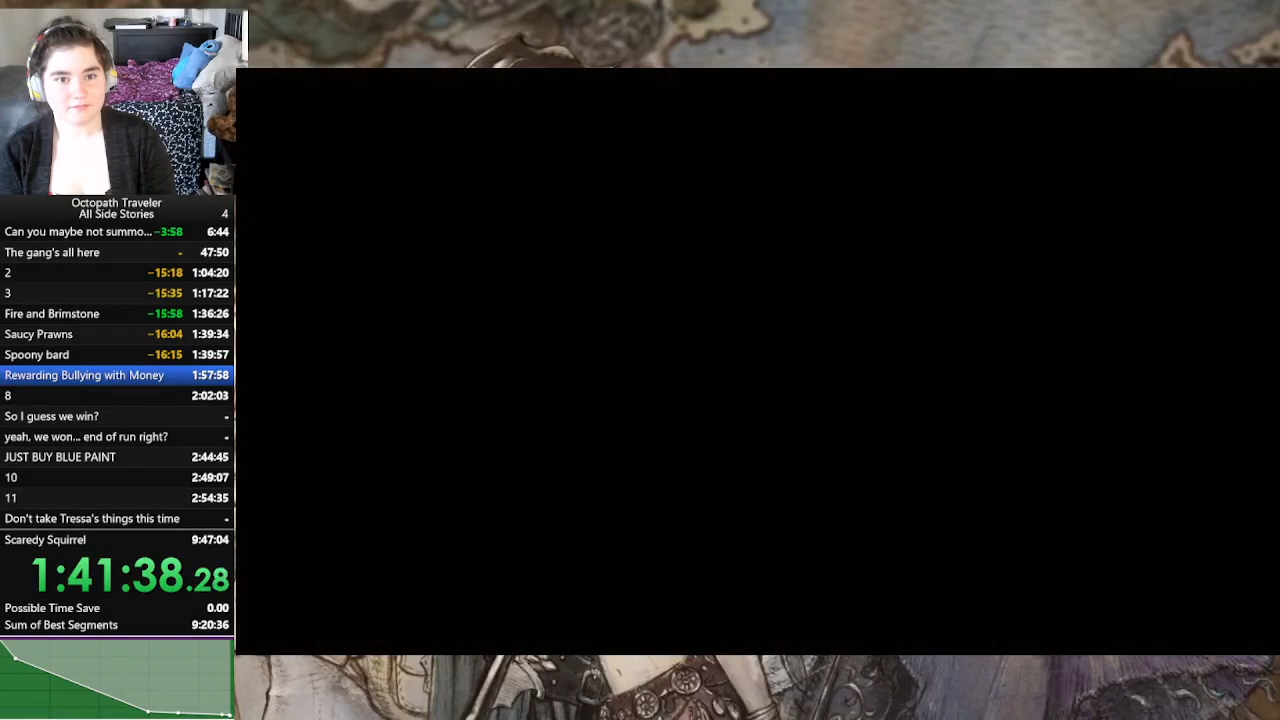 Octopath Traveler
All Side Stories 4
Can you maybe not summo... −3:58 6:44
The gang's all here - 47:50
2 −15:18 1:04:20
3 −15:35 1:17:22
Fire and Brimstone −15:58 1:36:26
Saucy Prawns −16:04 1:39:34
Spoony bard −16:15 1:39:57
Rewarding Bullying with Money 1:57:58
8 2:02:03
So I guess we win? -
yeah, we won... end of run right? -
JUST BUY BLUE PAINT 2:44:45
10 2:49:07
11 2:54:35
Don't take Tressa's things this time -
Scaredy Squirrel 9:47:04
1:41:38.28
Possible Time Save 0.00
Sum of Best Segments 9:20:36